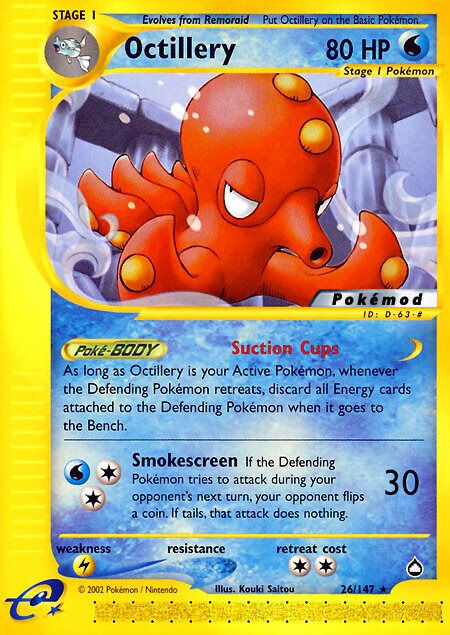 STAGE 1 Evolves from Remoraid Put Octillery on the Basic Pokémon
Octillery 80 HP
Stage 1 Pokémon
Pokémod
ID: D-63-#
Poké-BODY Suction Cups
As long as Octillery is your Active Pokémon, whenever
the Defending Pokémon retreats, discard all Energy cards
attached to the Defending Pokémon when it goes to
the Bench.
Smokescreen If the Defending
Pokémon tries to attack during your
opponent's next turn, your opponent flips
a coin. If tails, that attack does nothing.
30
weakness resistance retreat cost
© 2002 Pokémon / Nintendo Illus. Kouki Saitou 26/147 ★
e